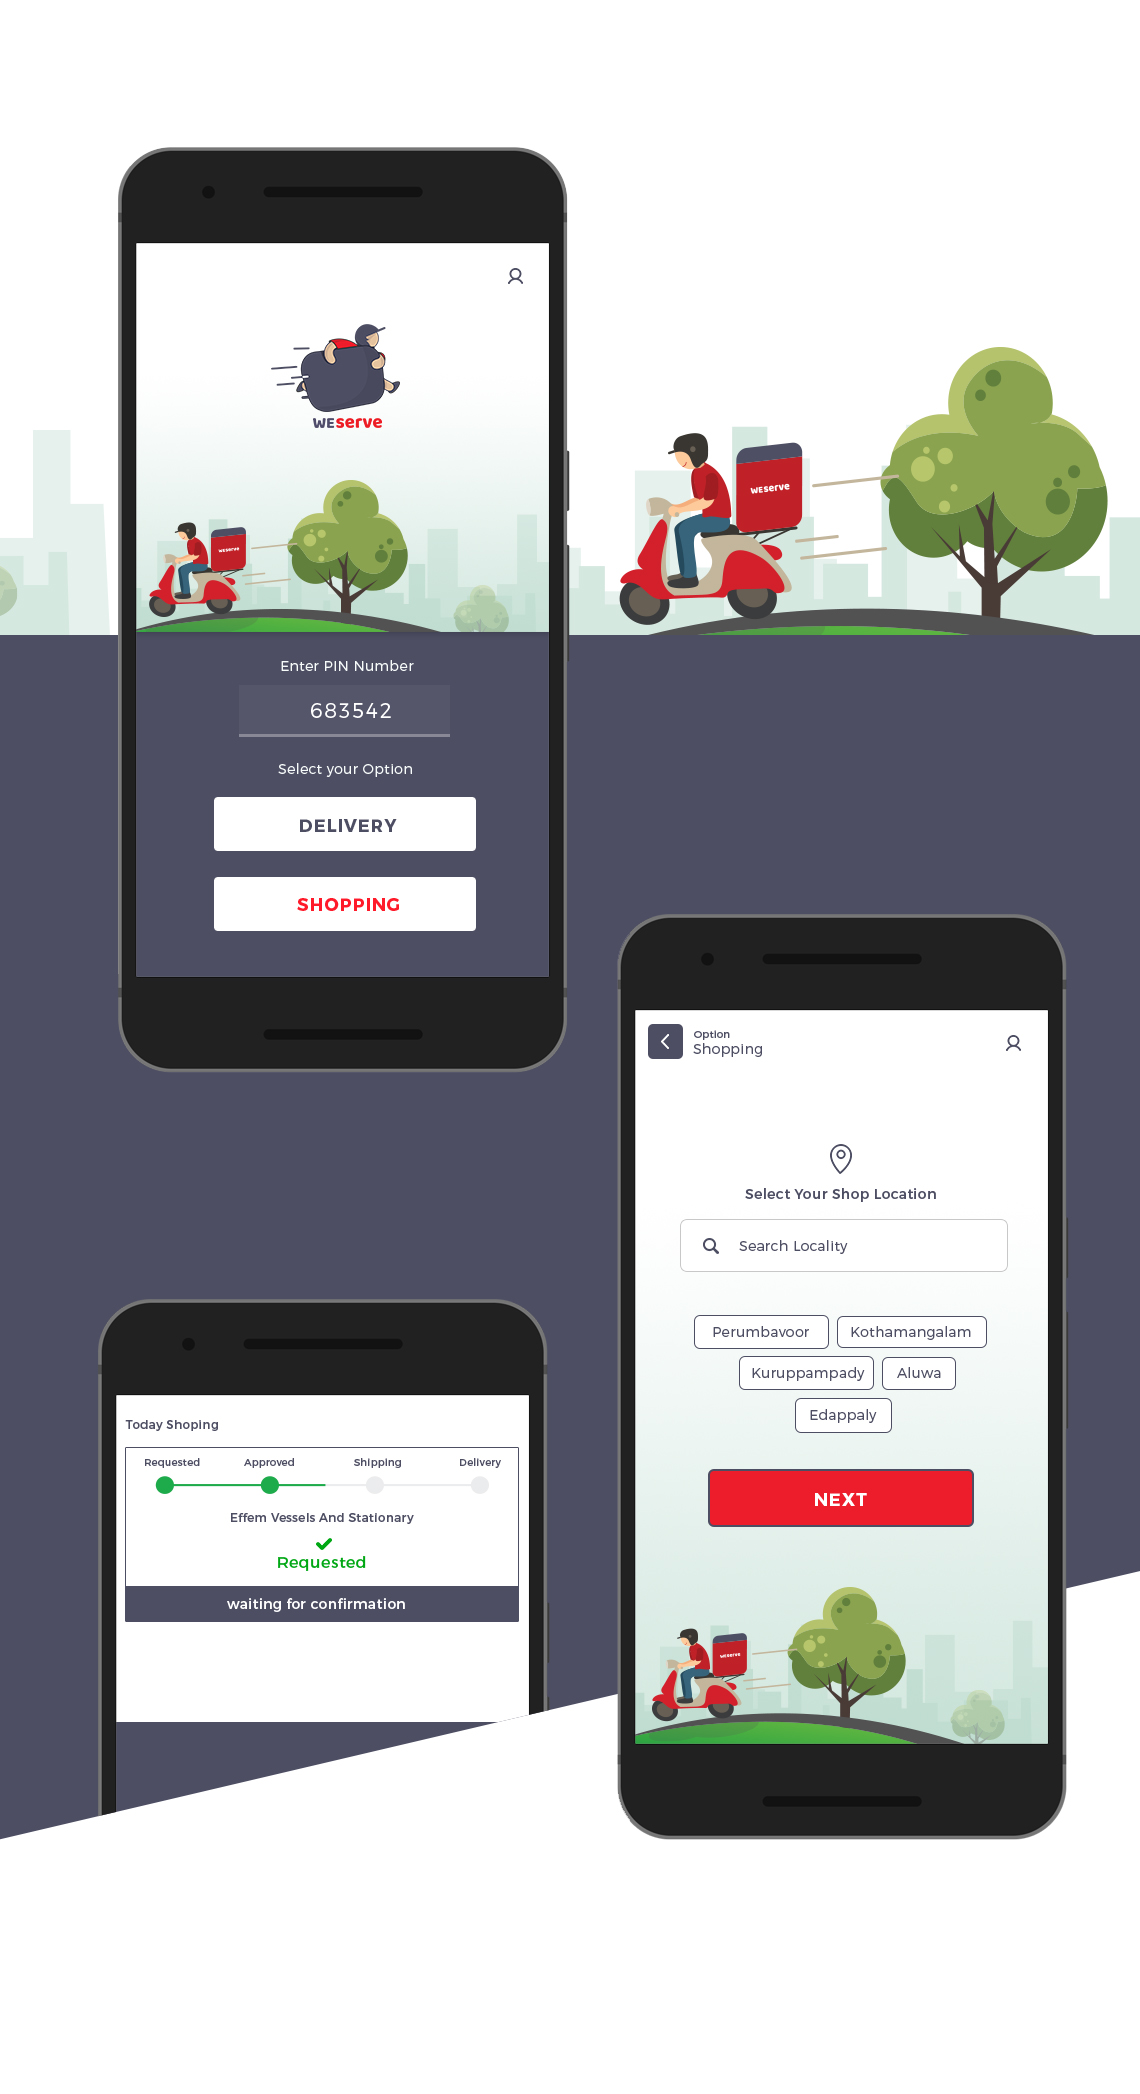 WEserve
WEserve
WEserve
Enter PIN Number
683542
Select your Option
DELIVERY
SHOPPING
Option
Shopping
Select Your Shop Location
Search Locality
Perumbavoor
Kothamangalam
Kuruppampady
Aluwa
Edappaly
NEXT
WEserve
Today Shoping
Requested
Approved
Shipping
Delivery
Effem Vessels And Stationary
Requested
waiting for confirmation